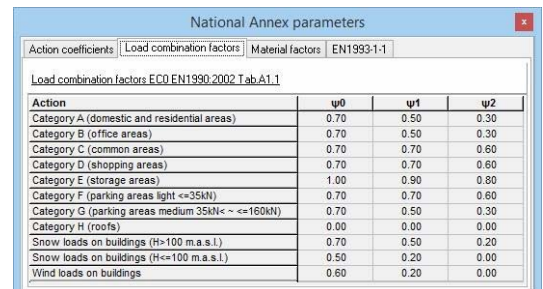 National Annex parameters
x
Action coefficients Load combination factors Material factors EN1993-1-1
Load combination factors EC0 EN1990:2002 Tab.A1.1
Action ψ0 ψ1 ψ2
Category A (domestic and residential areas) 0.70 0.50 0.30
Category B (office areas) 0.70 0.50 0.30
Category C (common areas) 0.70 0.70 0.60
Category D (shopping areas) 0.70 0.70 0.60
Category E (storage areas) 1.00 0.90 0.80
Category F (parking areas light <=35kN) 0.70 0.70 0.60
Category G (parking areas medium 35kN< ~ <=160kN) 0.70 0.50 0.30
Category H (roofs) 0.00 0.00 0.00
Snow loads on buildings (H>100 m.a.s.l.) 0.70 0.50 0.20
Snow loads on buildings (H<=100 m.a.s.l.) 0.50 0.20 0.00
Wind loads on buildings 0.60 0.20 0.00